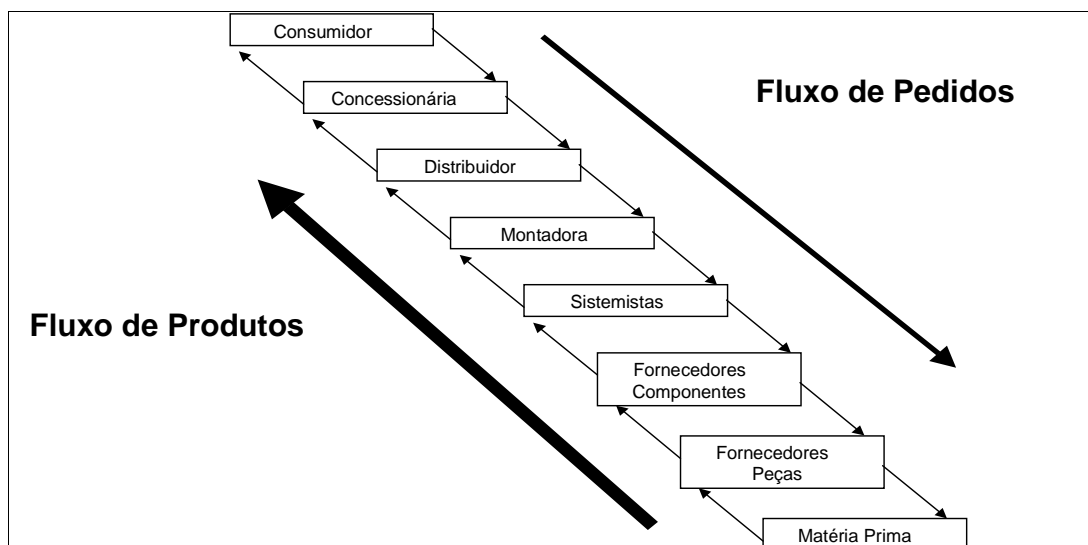 Consumidor
Fluxo de Pedidos
Concessionária
Distribuidor
Montadora
Sistemistas
Fluxo de Produtos
Fornecedores
Componentes
Fornecedores
Peças
Matéria Prima